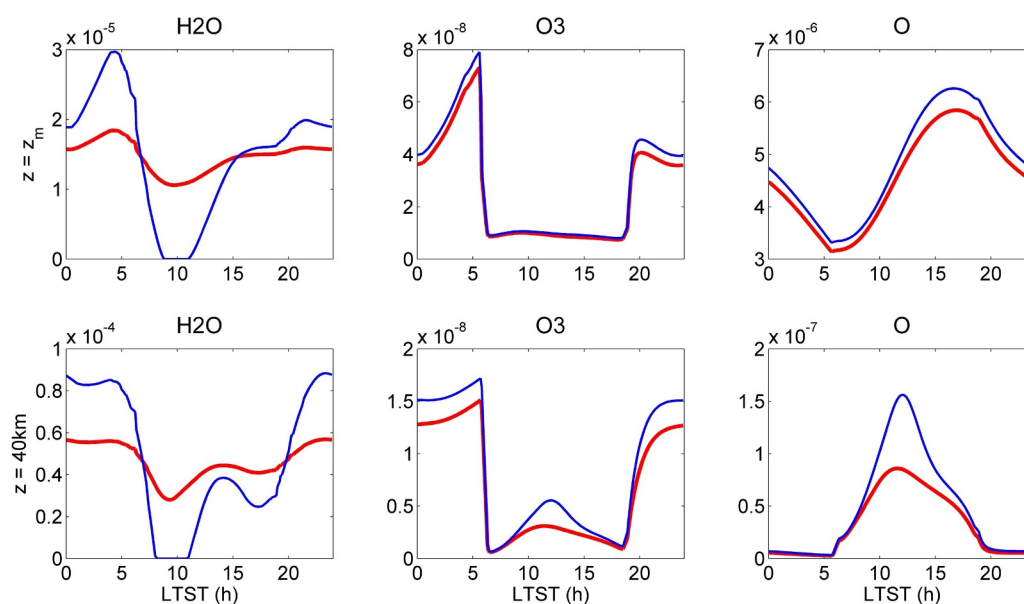 H2O
O3
O
3 x 10^-5
8 x 10^-8
7 x 10^-6
z = z_m
2
1
0
6
4
2
0
6
5
4
3
0 5 10 15 20
0 5 10 15 20
0 5 10 15 20
H2O
O3
O
1 x 10^-4
2 x 10^-8
2 x 10^-7
z = 40km
0.8
0.6
0.4
0.2
0
1.5
1
0.5
0
1.5
1
0.5
0
0 5 10 15 20
0 5 10 15 20
0 5 10 15 20
LTST (h)
LTST (h)
LTST (h)